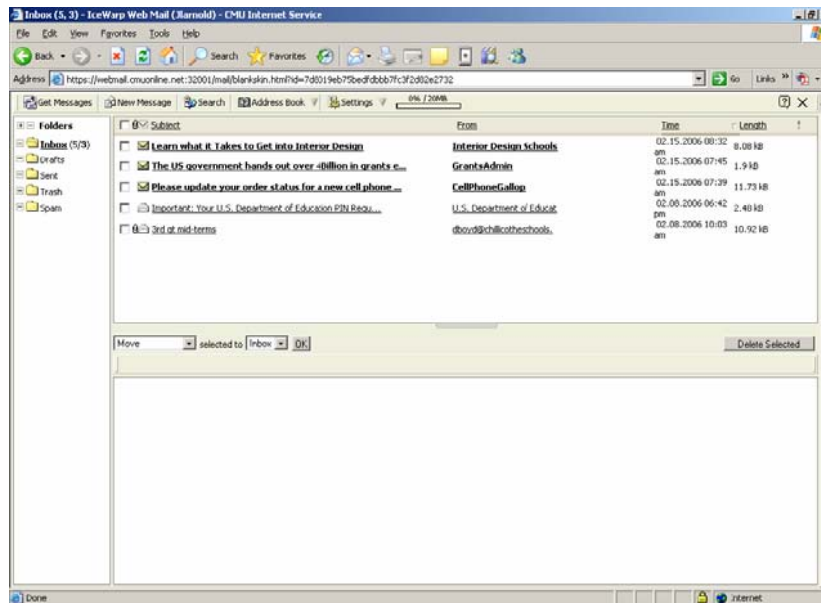 Inbox (5, 3) - IceWarp Web Mail (JIarnold) - CMU Internet Service
File Edit View Favorites Tools Help
Back Search Favorites
Address https://webmail.cmuonline.net:32001/mail/blankskin.html?id=7d8019eb75bedfdbbb7fc3f2d02e2732 Go Links
Get Messages New Message Search Address Book Settings 0% / 20MB
Folders
Inbox (5/3)
Drafts
Sent
Trash
Spam
Subject From Time Length !
Learn what it Takes to Get into Interior Design Interior Design Schools 02.15.2006 08:32 am 8.08 kB
The US government hands out over 4Billion in grants e... GrantsAdmin 02.15.2006 07:45 am 1.9 kB
Please update your order status for a new cell phone ... CellPhoneGallop 02.15.2006 07:39 am 11.73 kB
Important: Your U.S. Department of Education PIN Requ... U.S. Department of Educat 02.08.2006 06:42 pm 2.48 kB
3rd qt mid-terms dboyd@chillicotheschools. 02.08.2006 10:03 am 10.92 kB
Move selected to Inbox OK Delete Selected
Done Internet